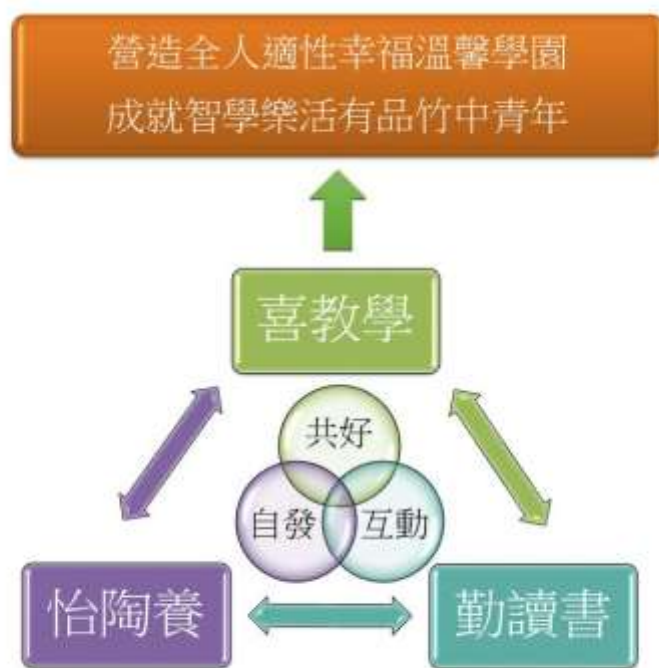 營造全人適性幸福溫馨學園
成就智學樂活有品竹中青年
喜教學
共好
自發
互動
怡陶養
勤讀書